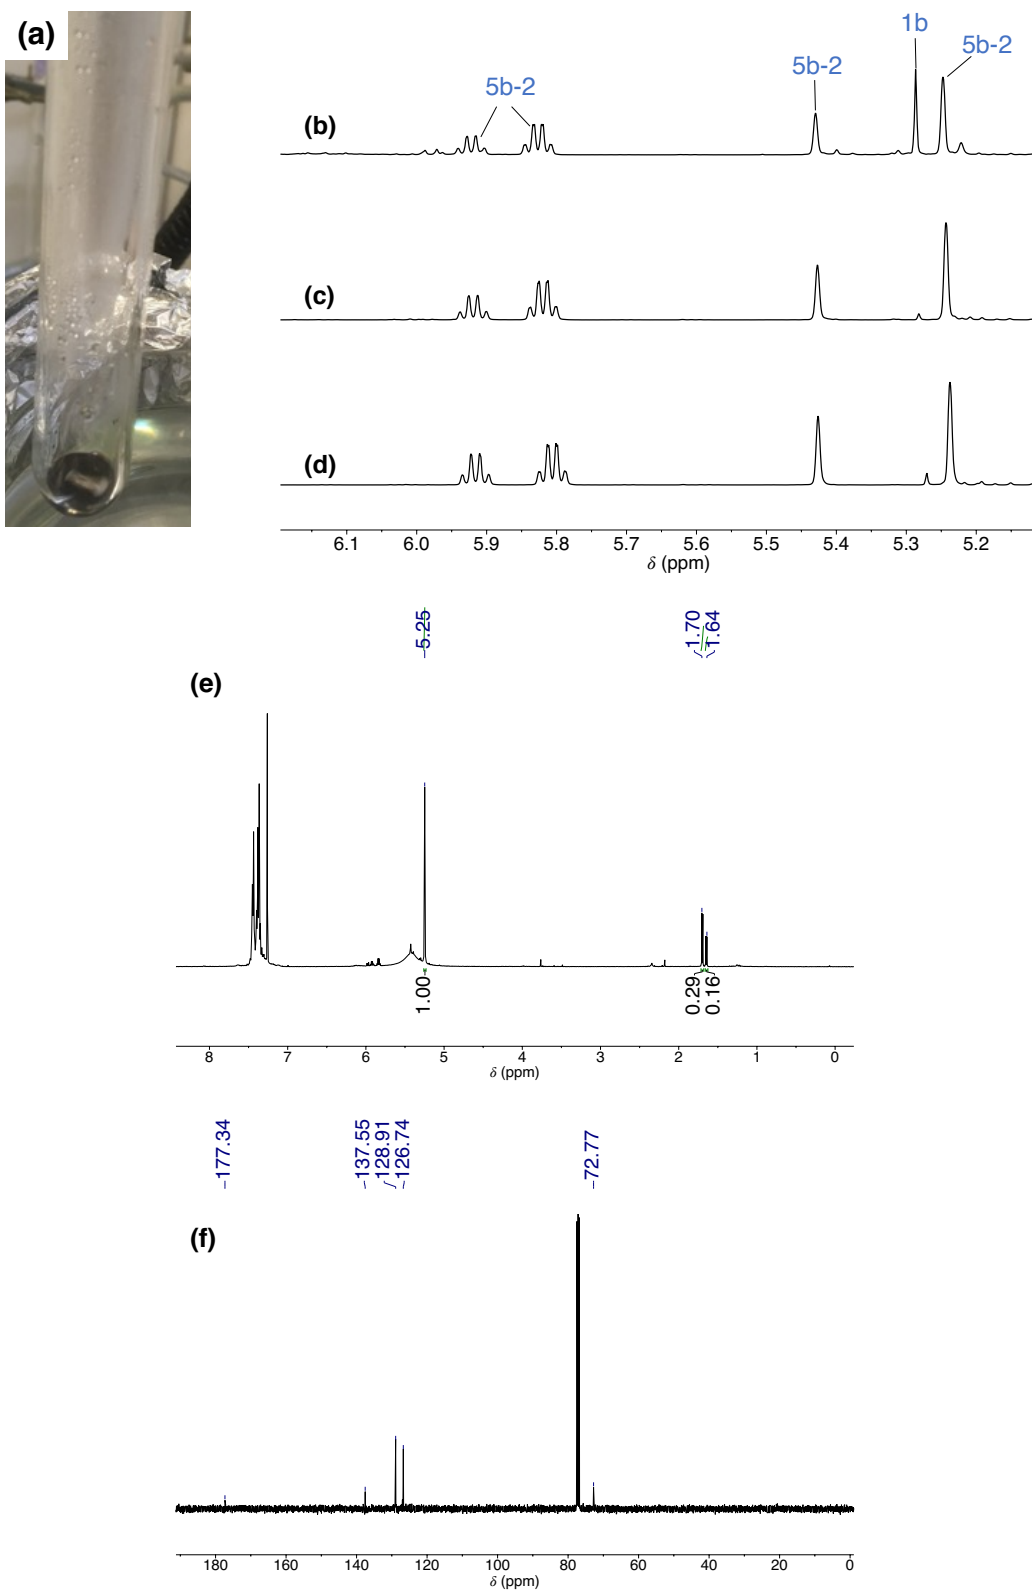 (a)
1b
5b-2
5b-2
5b-2
(b)
(c)
(d)
6.1 6.0 5.9 5.8 5.7 5.6 5.5 5.4 5.3 5.2
δ (ppm)
5.25
1.70
1.64
(e)
1.00
0.29
0.16
8 7 6 5 4 3 2 1 0
δ (ppm)
177.34
137.55
128.91
126.74
72.77
(f)
180 160 140 120 100 80 60 40 20 0
δ (ppm)